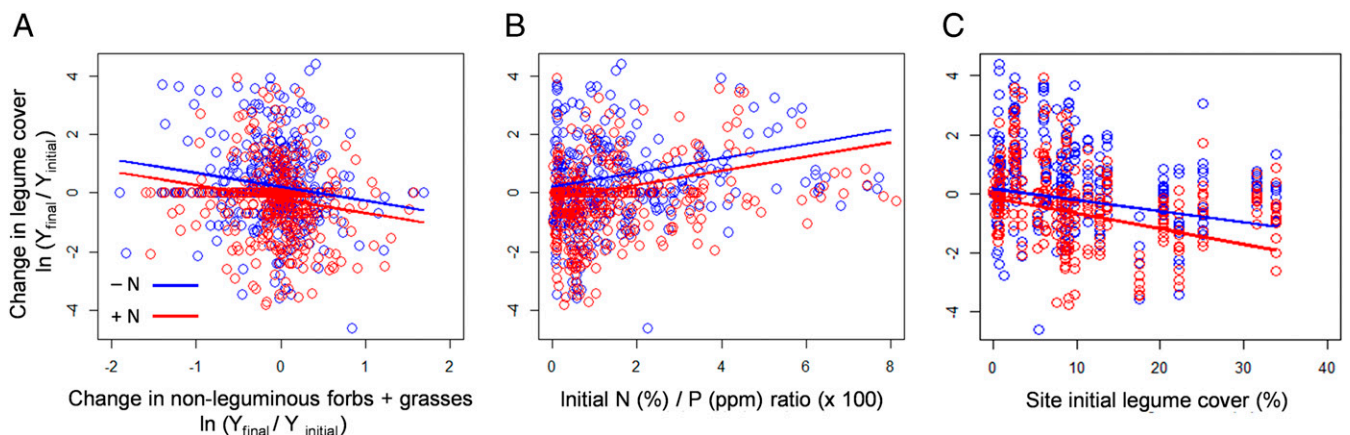 A
B
C
Change in legume cover
ln (Yfinal / Yinitial)
4
2
0
-2
-4
– N
+ N
-2
-1
0
1
2
Change in non-leguminous forbs + grasses
ln (Yfinal / Y initial)
4
2
0
-2
-4
0
2
4
6
8
Initial N (%) / P (ppm) ratio (x 100)
4
2
0
-2
-4
0
10
20
30
40
Site initial legume cover (%)